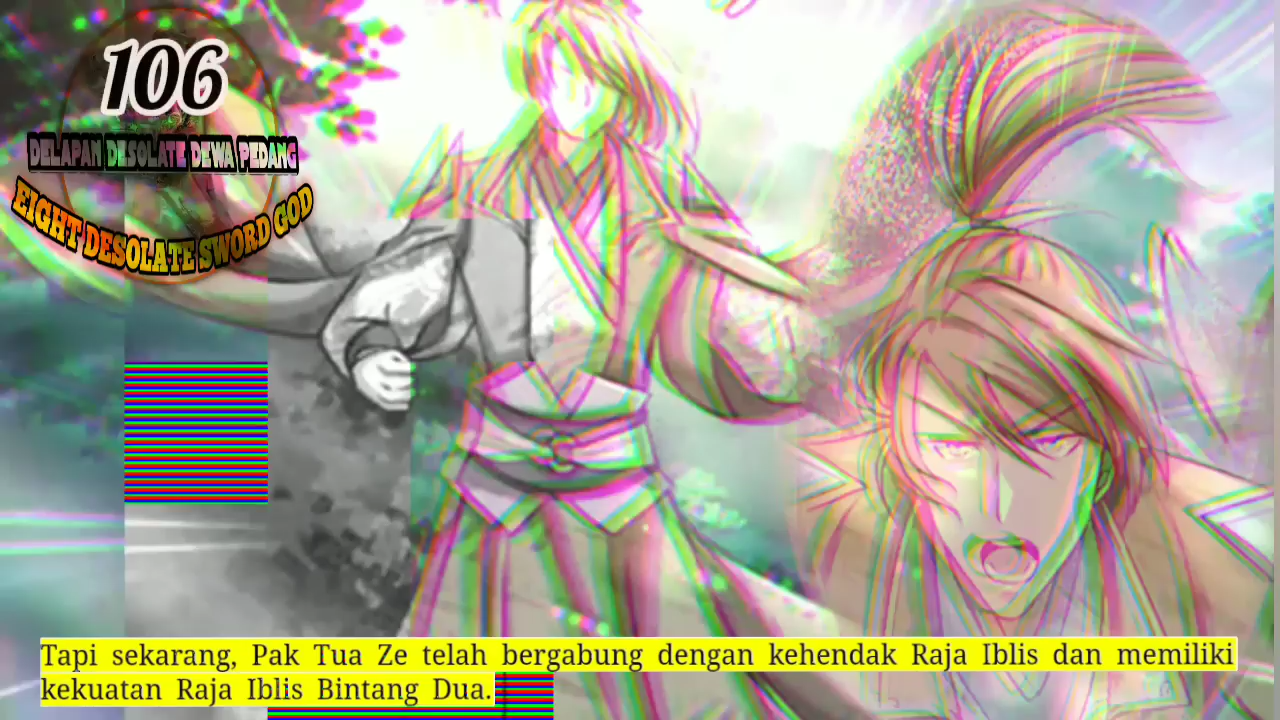 106
DELAPAN DESOLATE DEWA PEDANG
EIGHT DESOLATE SWORD GOD
Tapi sekarang, Pak Tua Ze telah bergabung dengan kehendak Raja Iblis dan memiliki
kekuatan Raja Iblis Bintang Dua.